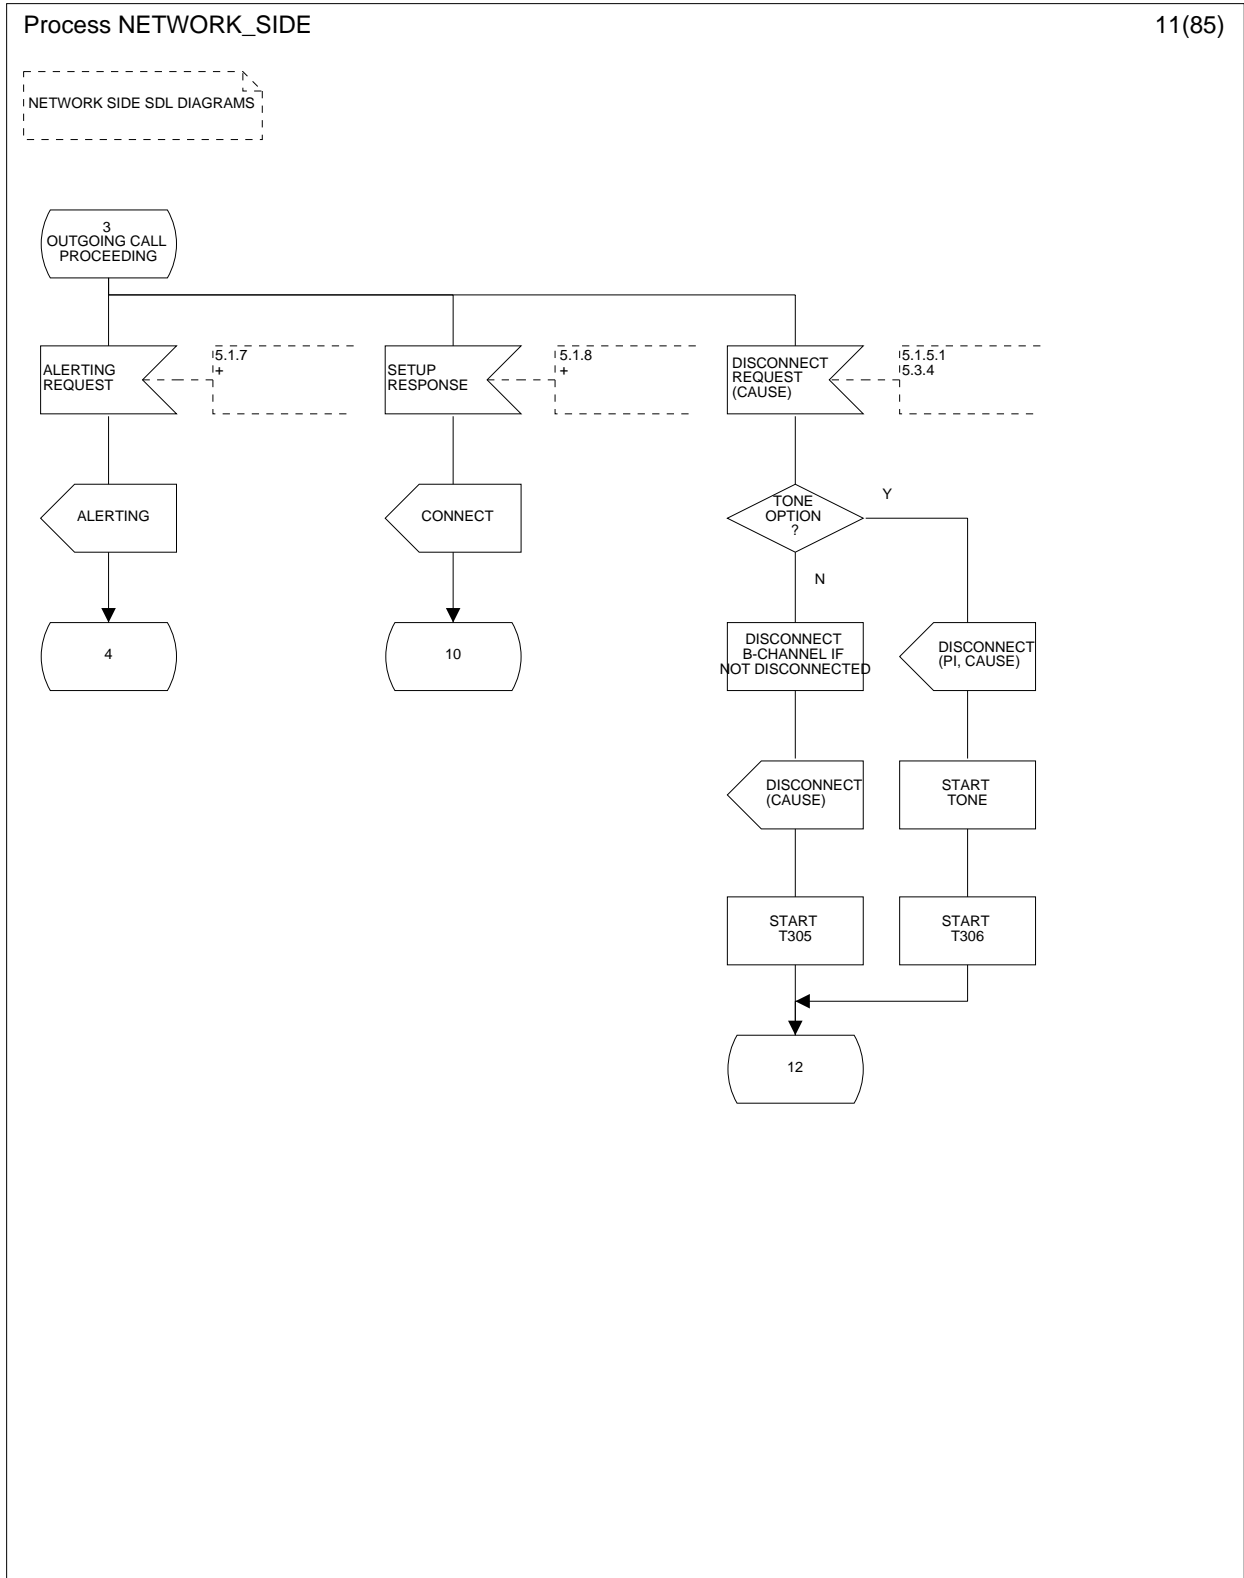 Process NETWORK_SIDE
11(85)
NETWORK SIDE SDL DIAGRAMS
3
OUTGOING CALL
PROCEEDING
ALERTING
REQUEST
5.1.7
+
SETUP
RESPONSE
5.1.8
+
DISCONNECT
REQUEST
(CAUSE)
5.1.5.1
5.3.4
ALERTING
CONNECT
TONE
OPTION
?
Y
N
4
10
DISCONNECT
B-CHANNEL IF
NOT DISCONNECTED
DISCONNECT
(PI, CAUSE)
DISCONNECT
(CAUSE)
START
TONE
START
T305
START
T306
12